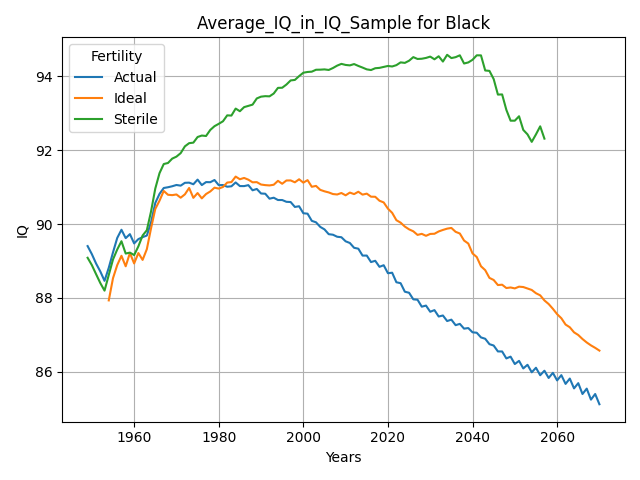 Average_IQ_in_IQ_Sample for Black
Fertility
Actual
Ideal
Sterile
IQ
94
92
90
88
86
1960
1980
2000
2020
2040
2060
Years